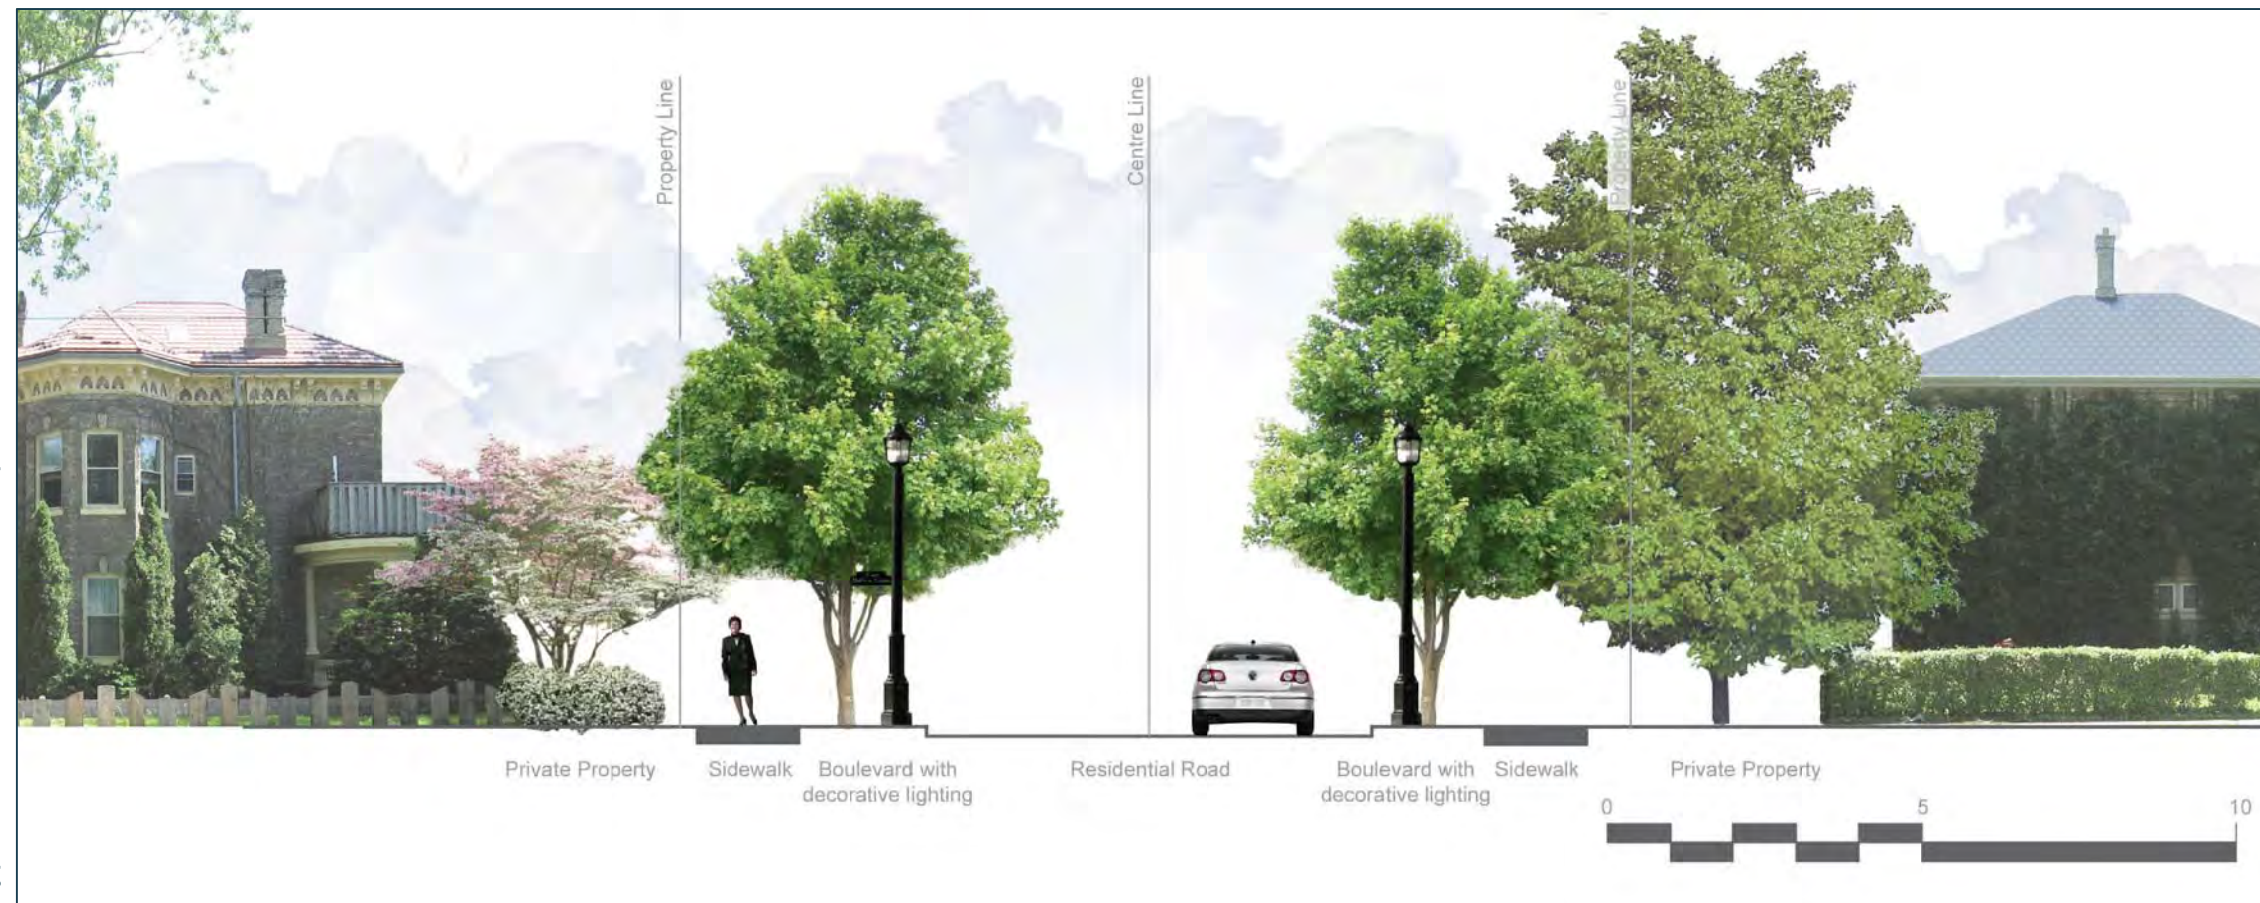 Property Line
Centre Line
Property Line
Private Property
Sidewalk
Boulevard with
decorative lighting
Residential Road
Boulevard with
decorative lighting
Sidewalk
Private Property
0
5
10